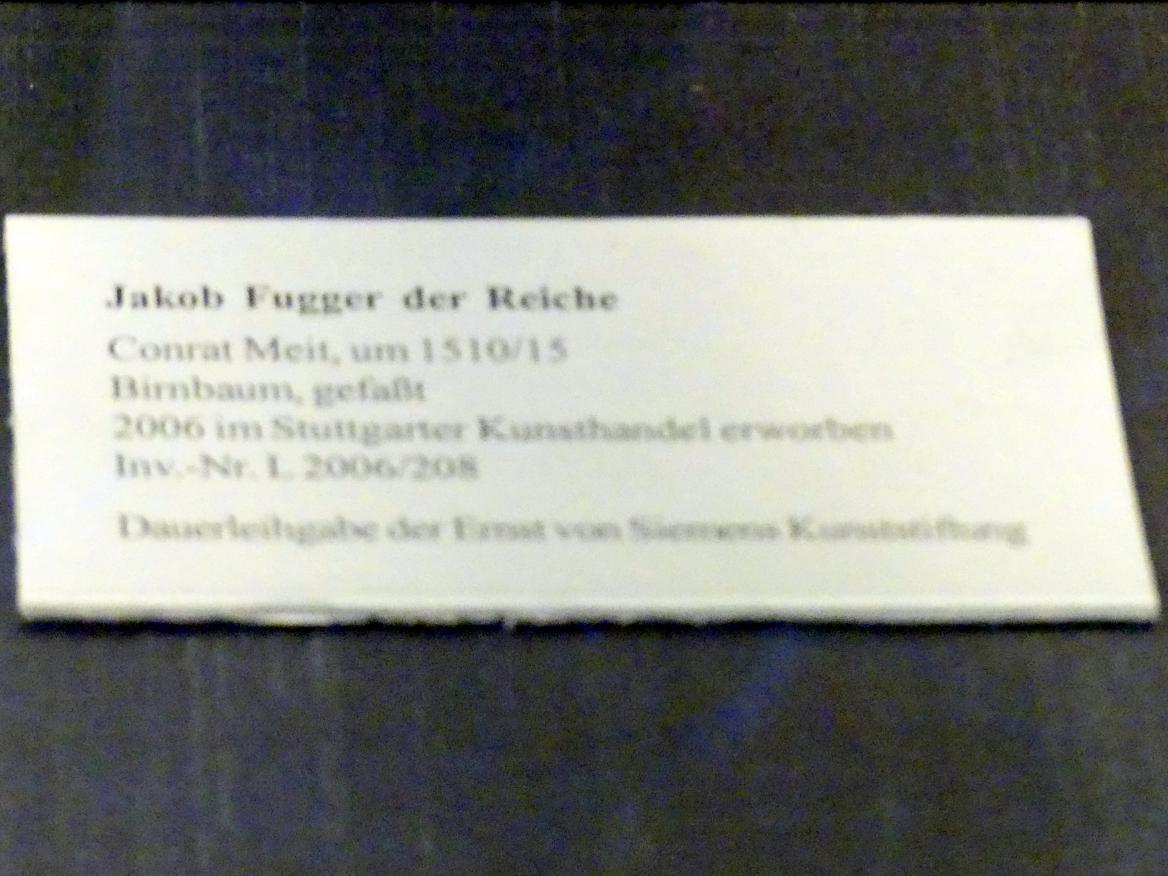 Jakob Fugger der Reiche
Conrat Meit, um 1510/15
Birnbaum, gefaßt
2006 im Stuttgarter Kunsthandel erworben
Inv.-Nr. L 2006/208
Dauerleihgabe der Ernst von Siemens Kunststiftung